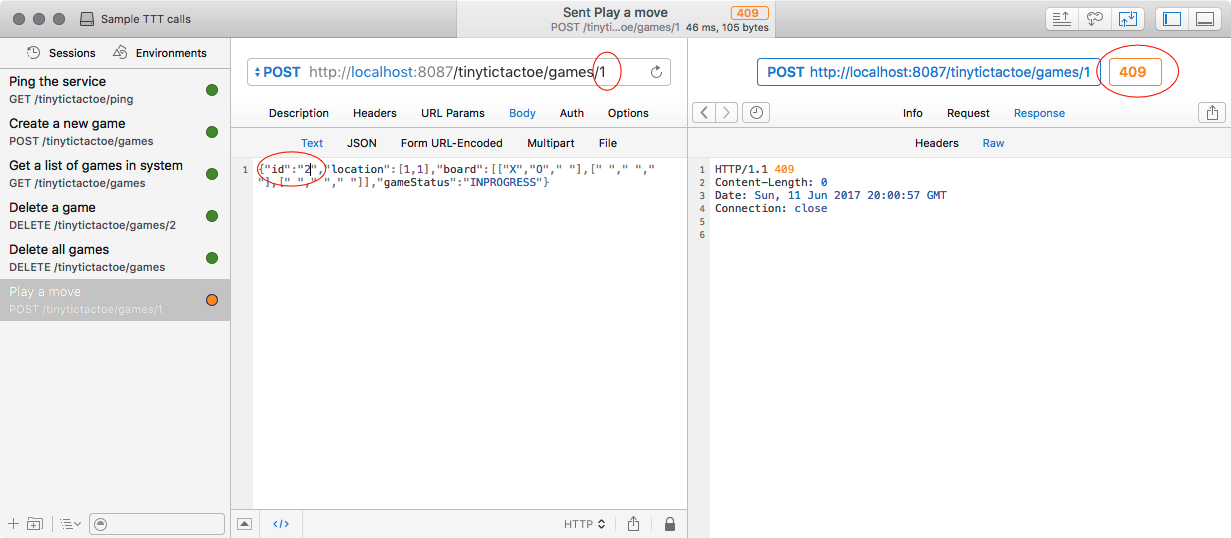 Sample TTT calls
Sent Play a move 409
POST /tinyti…oe/games/1 46 ms, 105 bytes
Sessions Environments
Ping the service
GET /tinytictactoe/ping
Create a new game
POST /tinytictactoe/games
Get a list of games in system
GET /tinytictactoe/games
Delete a game
DELETE /tinytictactoe/games/2
Delete all games
DELETE /tinytictactoe/games
Play a move
POST /tinytictactoe/games/1
POST http://localhost:8087/tinytictactoe/games/1
Description Headers URL Params Body Auth Options
Text JSON Form URL-Encoded Multipart File
1 {"id":"2","location":[1,1],"board":[["X","O"," "],[" "," ","
"],[" "," "," "]],"gameStatus":"INPROGRESS"}
</> HTTP
POST http://localhost:8087/tinytictactoe/games/1 409
Info Request Response
Headers Raw
1 HTTP/1.1 409
2 Content-Length: 0
3 Date: Sun, 11 Jun 2017 20:00:57 GMT
4 Connection: close
5
6